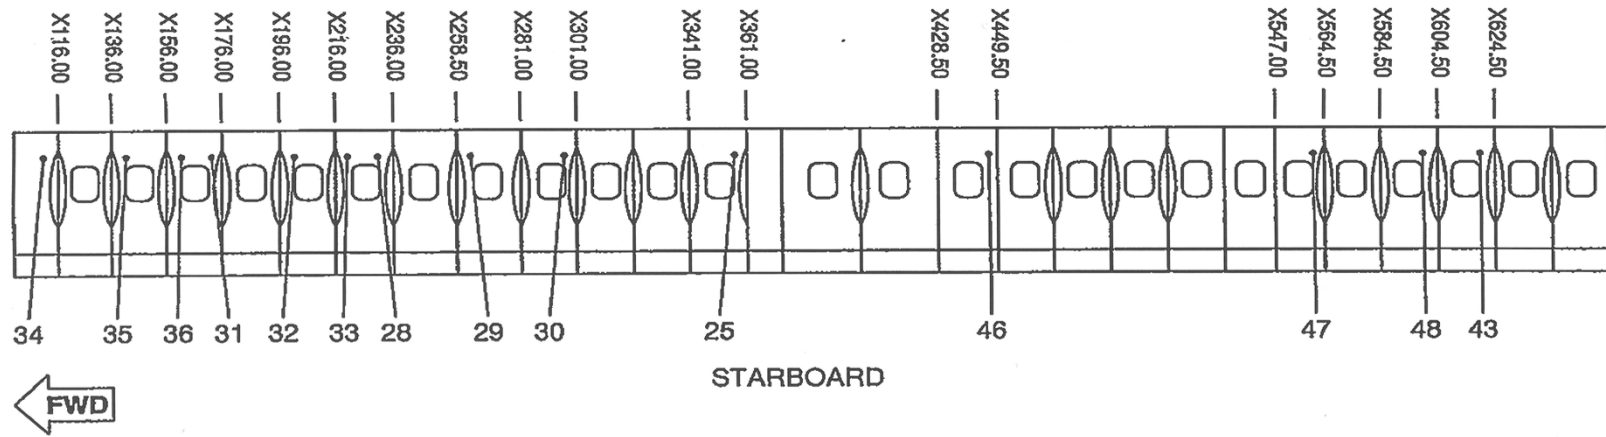 X116.00
X136.00
X156.00
X176.00
X196.00
X216.00
X236.00
X258.50
X281.00
X301.00
X341.00
X361.00
X428.50
X449.50
X547.00
X564.50
X584.50
X604.50
X624.50
34
35
36
31
32
33
28
29
30
25
46
47
48
43
STARBOARD
FWD